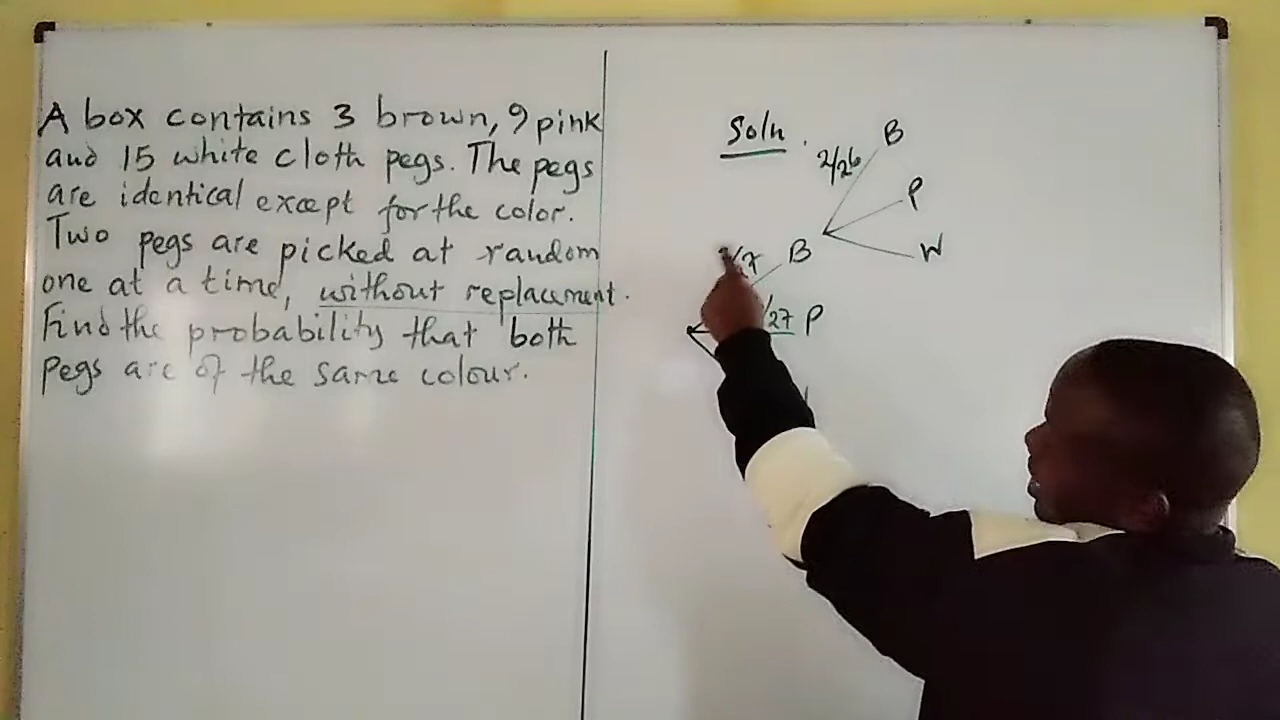 A box contains 3 brown, 9 pink
and 15 white cloth pegs. The pegs
are identical except for the color.
Two pegs are picked at random
one at a time, without replacement.
Find the probability that both
pegs are of the same colour.
Soln.
2/26 B
P
W
B
/27 P